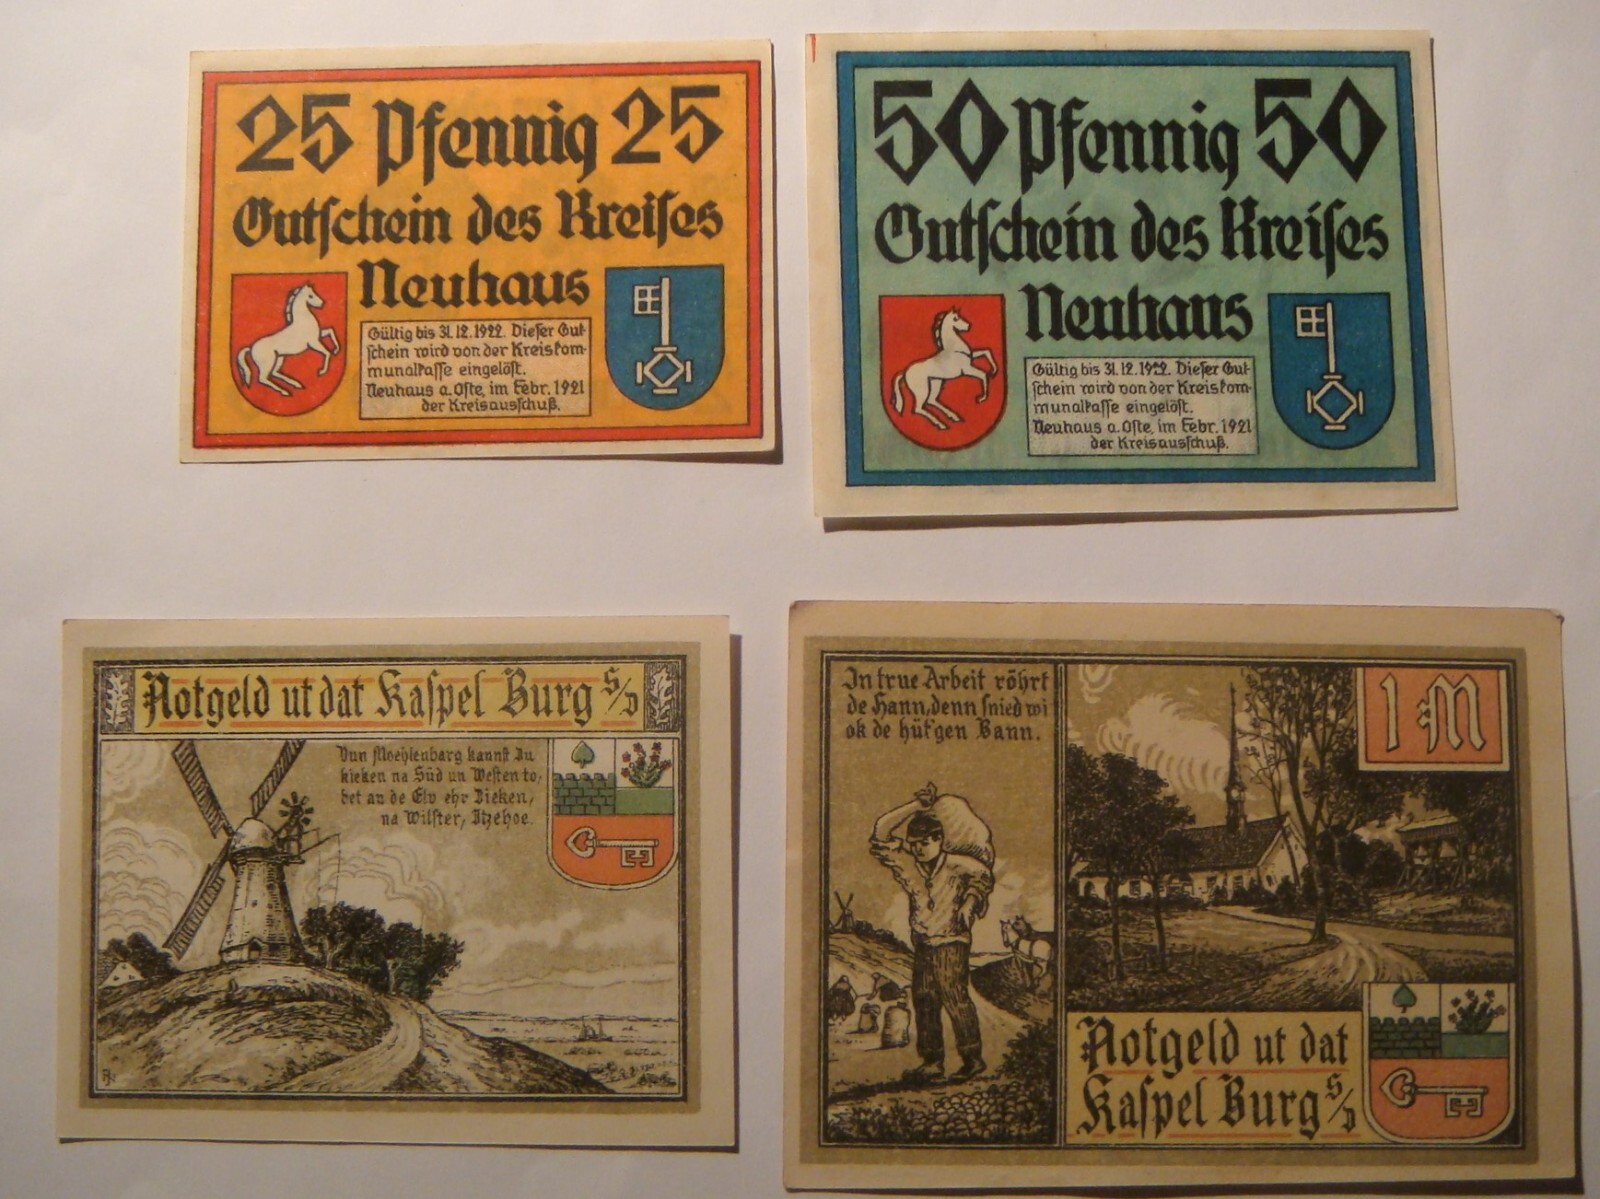 25 Pfennig 25
Gutſchein des Kreiſes
Neuhaus
Gültig bis 31.12.1922. Dieſer Gut-
ſchein wird von der Kreiskom-
munalkaſſe eingelöſt.
Neuhaus a. Oſte, im Febr. 1921
der Kreisausſchuß.
50 Pfennig 50
Gutſchein des Kreiſes
Neuhaus
Gültig bis 31.12.1922. Dieſer Gut-
ſchein wird von der Kreiskom-
munalkaſſe eingelöſt.
Neuhaus a. Oſte, im Febr. 1921
der Kreisausſchuß.
Notgeld ut dat Kaſpel Burg S/D
Vun Moehlenbarg kannſt Du
kieken na Süd un Weſten to,
bet an de Elv ehr Dieken,
na Wilſter, Itzehoe.
In true Arbeit röhrt
de Hann, denn ſnied wi
ok de hüt'gen Bann.
1 M
Notgeld ut dat
Kaſpel Burg S/D